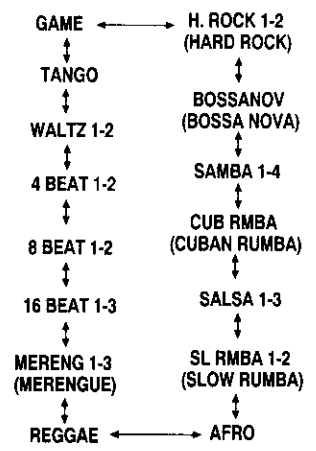 GAME
TANGO
WALTZ 1-2
4 BEAT 1-2
8 BEAT 1-2
16 BEAT 1-3
MERENG 1-3
(MERENGUE)
REGGAE
H. ROCK 1-2
(HARD ROCK)
BOSSANOV
(BOSSA NOVA)
SAMBA 1-4
CUB RMBA
(CUBAN RUMBA)
SALSA 1-3
SL RMBA 1-2
(SLOW RUMBA)
AFRO